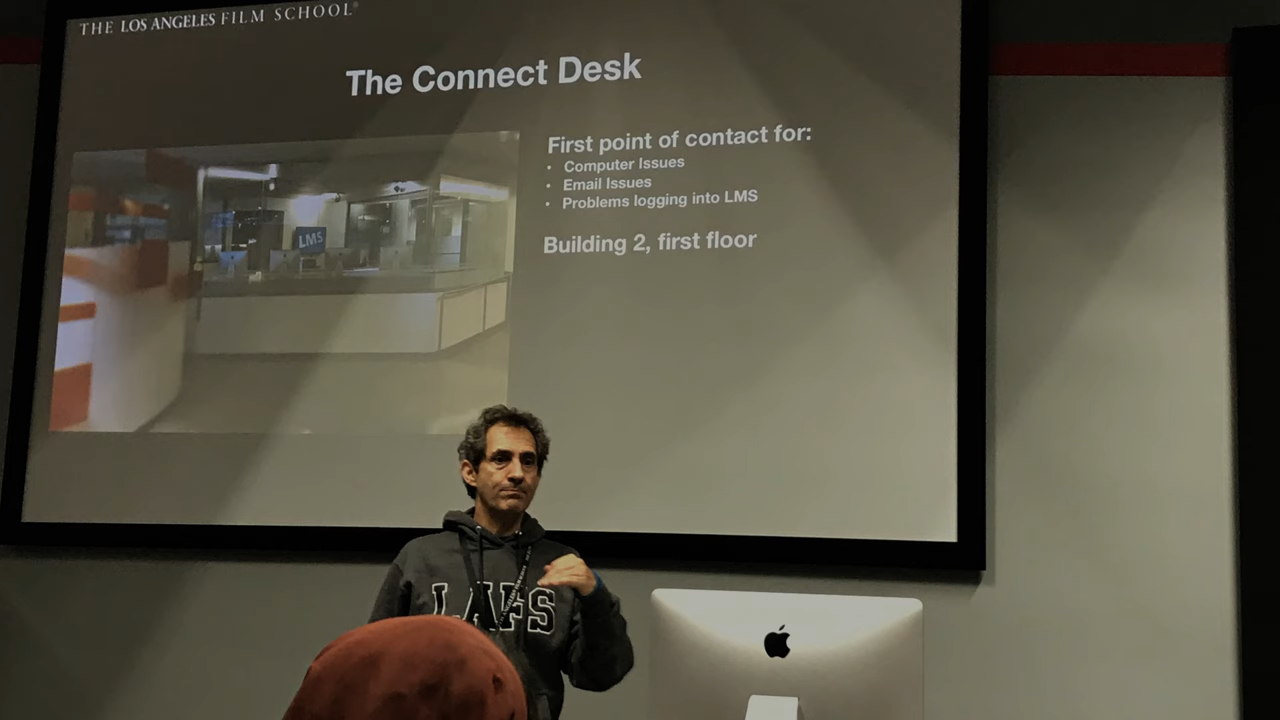 THE LOS ANGELES FILM SCHOOL®
The Connect Desk
First point of contact for:
• Computer Issues
• Email Issues
• Problems logging into LMS
Building 2, first floor
LMS
LAFS